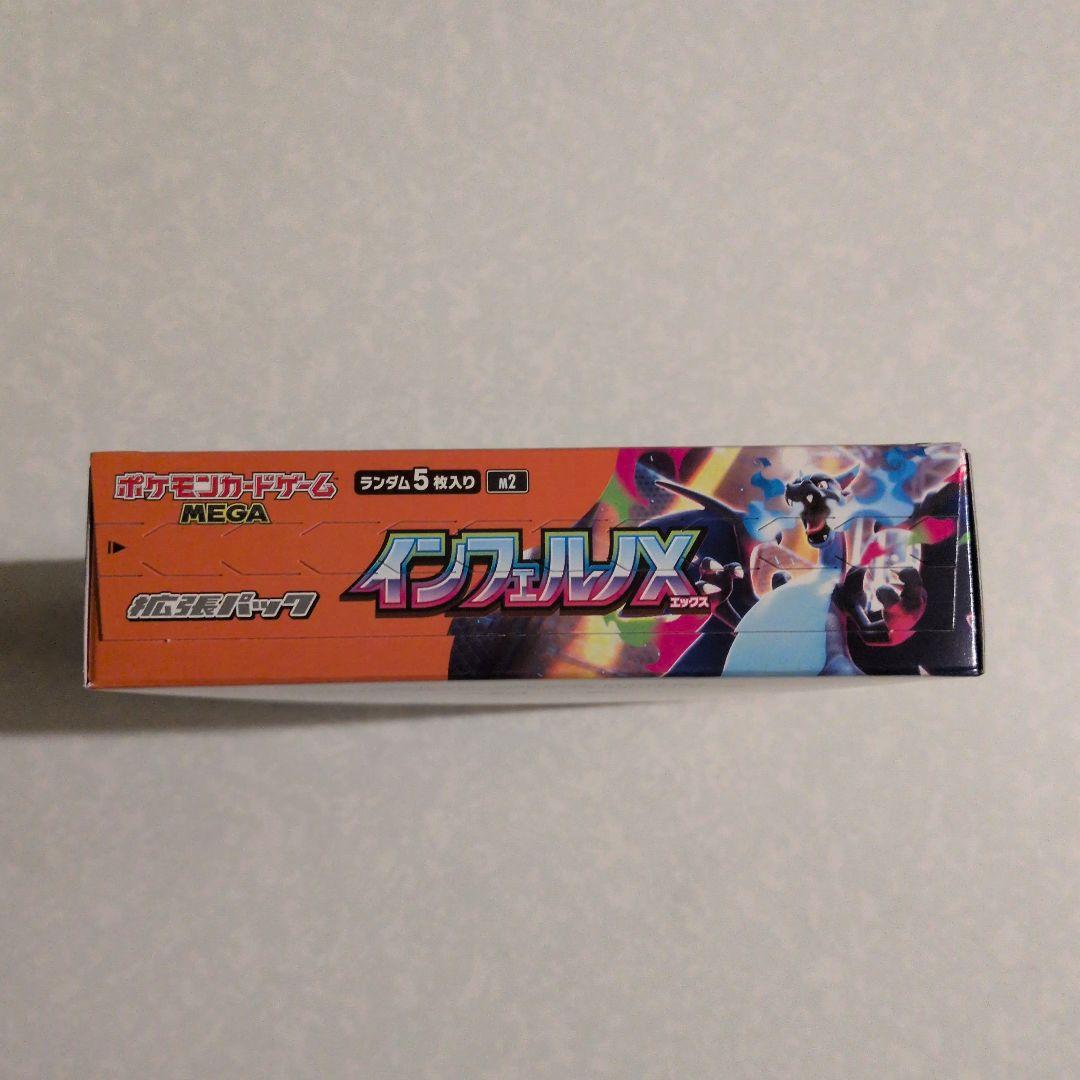 ポケモンカードゲーム
MEGA
ランダム5枚入り
m2
拡張パック
インフェルノX
エックス